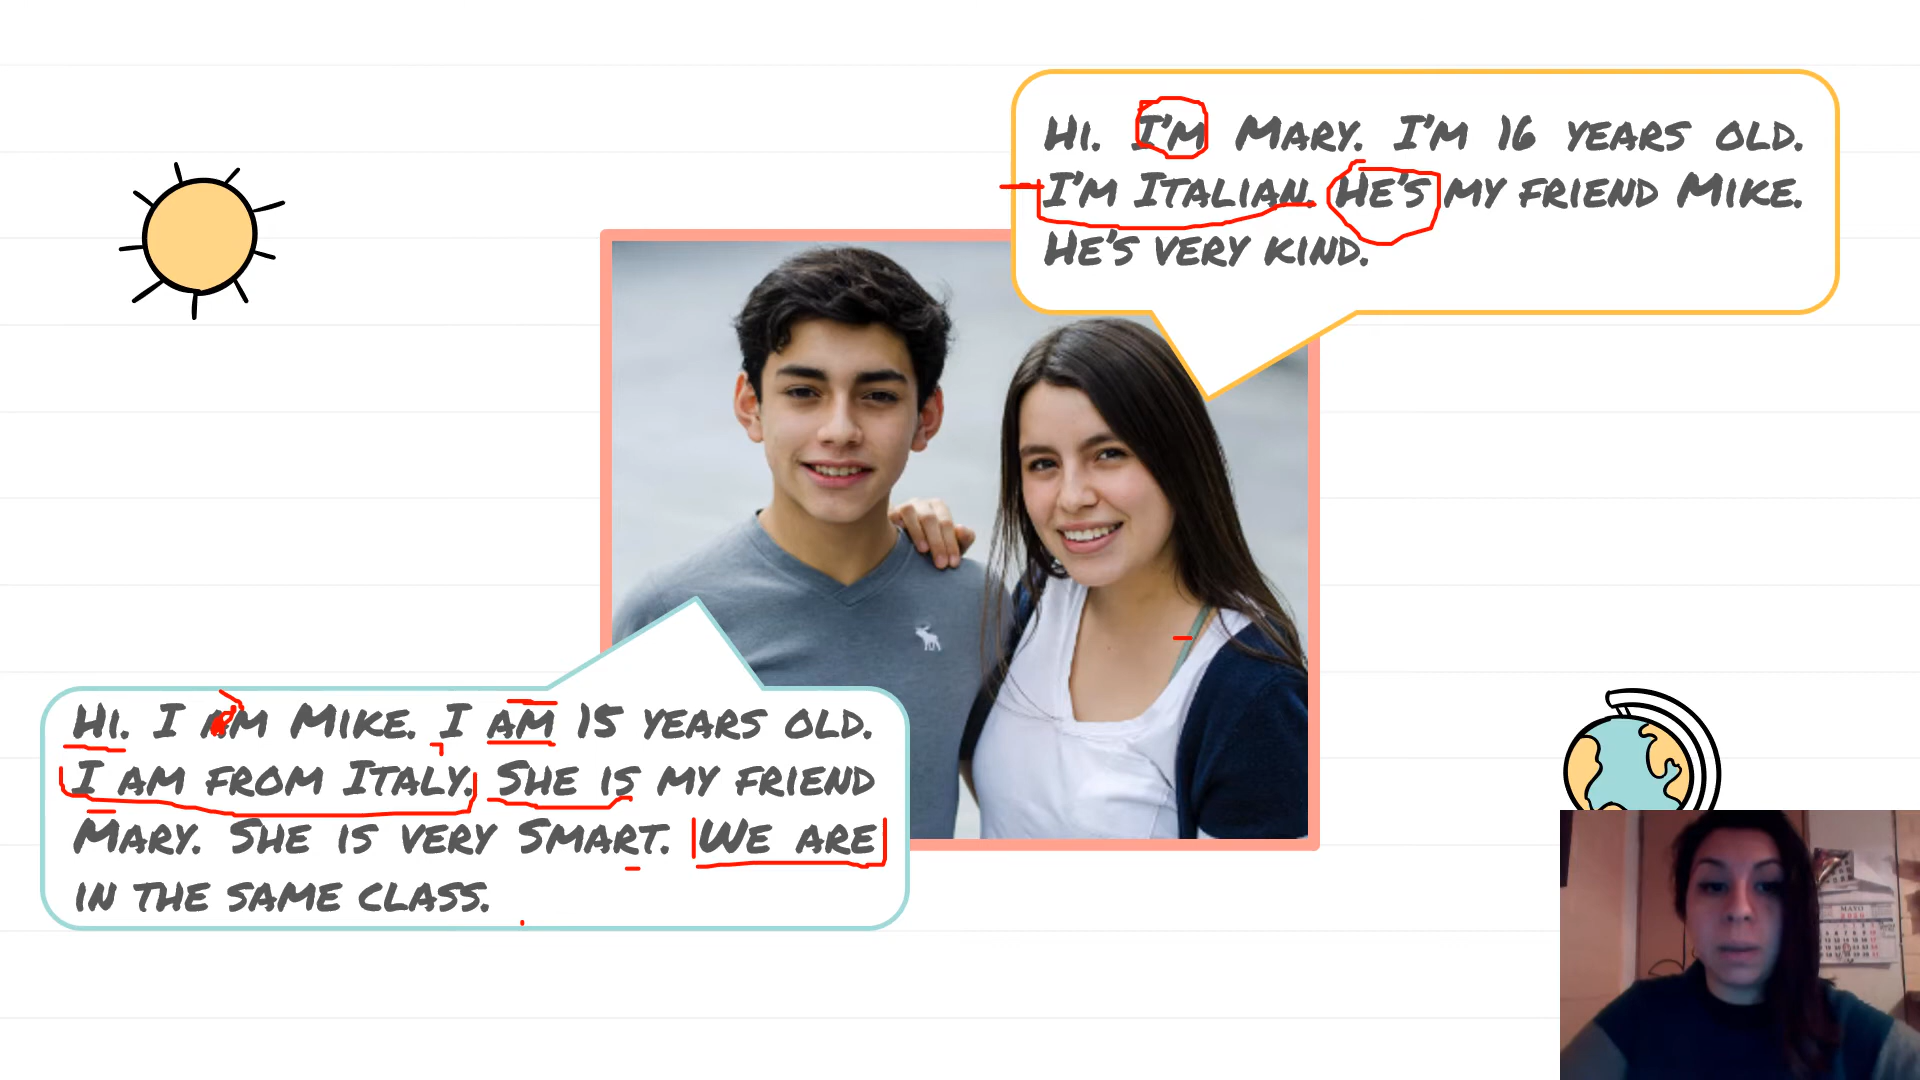 Hi. I'm Mary. I'm 16 years old.
I'm Italian. He's my friend Mike.
He's very kind.
Hi. I am Mike. I am 15 years old.
I am from Italy. She is my friend
Mary. She is very Smart. We are
in the same class.
MAYO